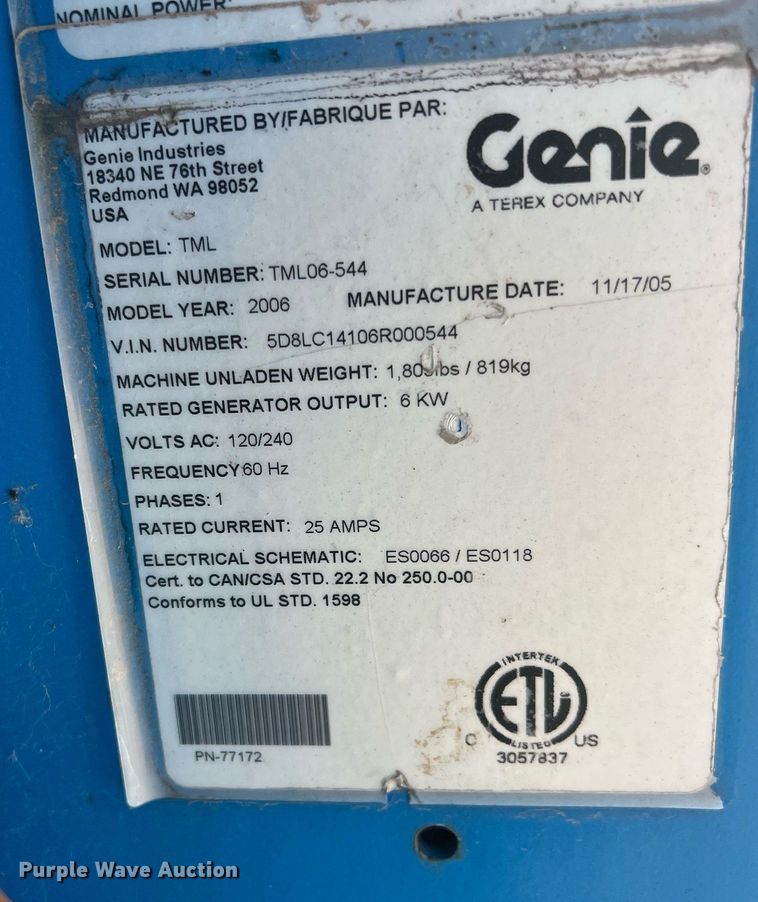 NOMINAL POWER:
MANUFACTURED BY/FABRIQUE PAR:
Genie Industries
18340 NE 76th Street
Redmond WA 98052
USA
Genie®
A TEREX COMPANY
MODEL: TML
SERIAL NUMBER: TML06-544
MODEL YEAR: 2006 MANUFACTURE DATE: 11/17/05
V.I.N. NUMBER: 5D8LC14106R000544
MACHINE UNLADEN WEIGHT: / 819kg
RATED GENERATOR OUTPUT: 6 KW
VOLTS AC: 120/240
FREQUENCY 60 Hz
PHASES: 1
RATED CURRENT: 25 AMPS
ELECTRICAL SCHEMATIC: ES0066 / ES0118
Cert. to CAN/CSA STD. 22.2 No 250.0-00
Conforms to UL STD. 1598
PN-77172
INTERTEK
ETL
LISTED
C US
3057837
Purple Wave Auction